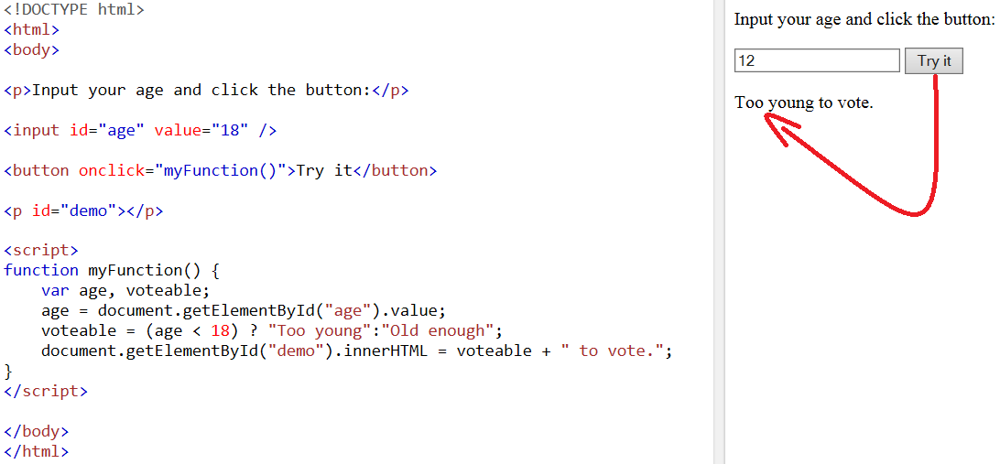 <!DOCTYPE html>
<html>
<body>
<p>Input your age and click the button:</p>
<input id="age" value="18" />
<button onclick="myFunction()">Try it</button>
<p id="demo"></p>
<script>
function myFunction() {
    var age, voteable;
    age = document.getElementById("age").value;
    voteable = (age < 18) ? "Too young":"Old enough";
    document.getElementById("demo").innerHTML = voteable + " to vote.";
}
</script>
</body>
</html>
Input your age and click the button:
12 Try it
Too young to vote.